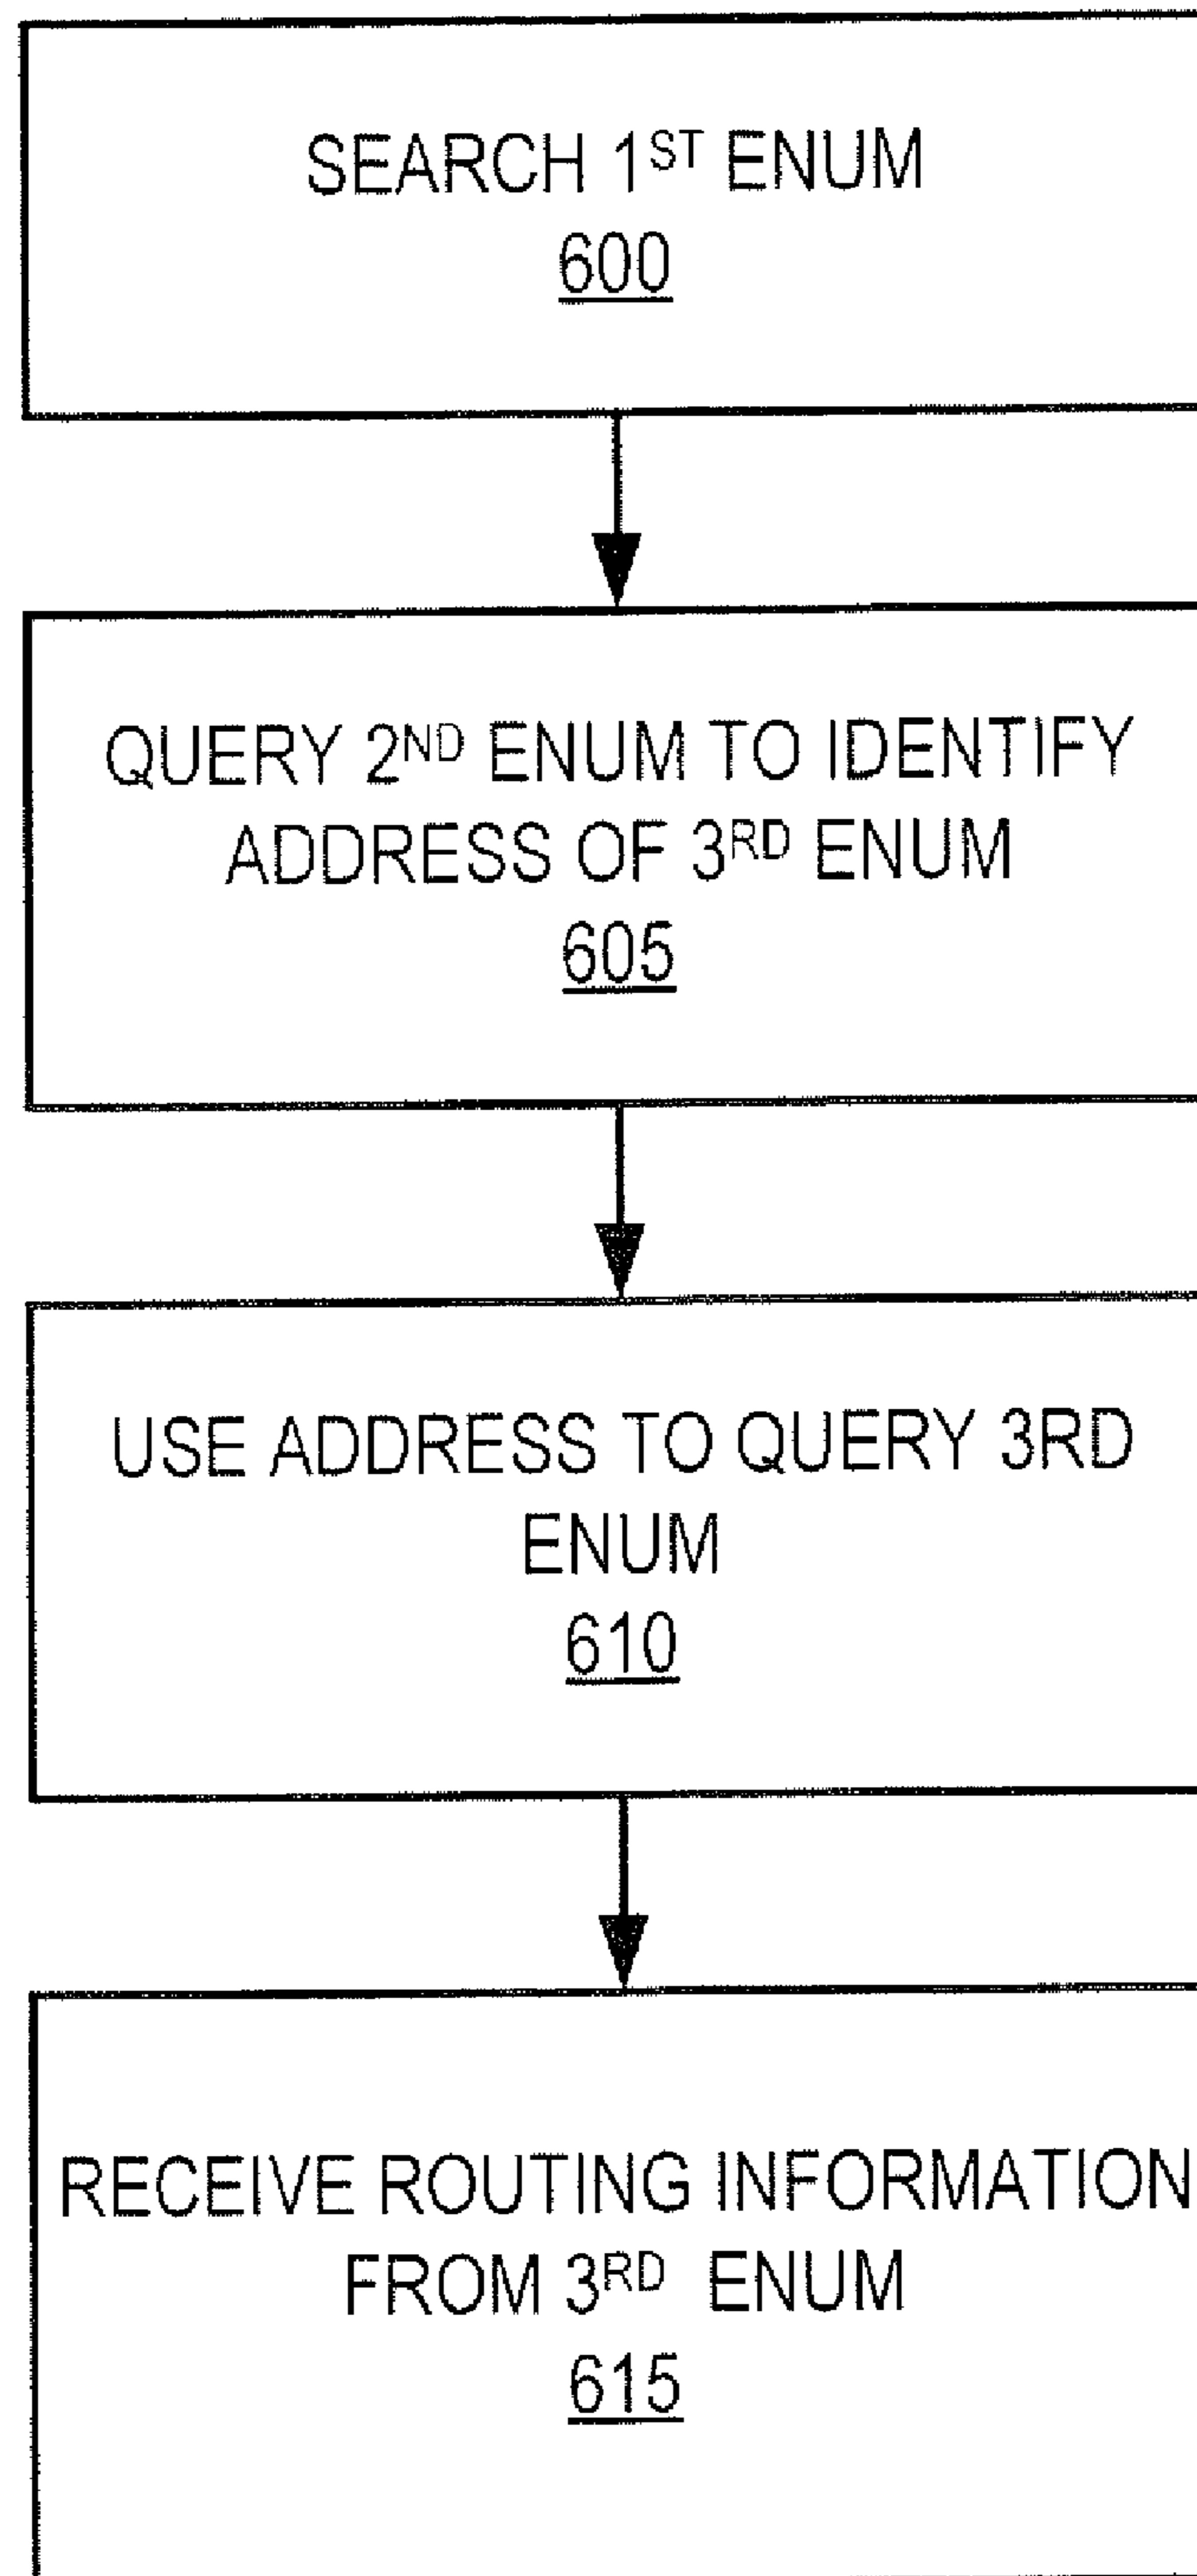 SEARCH 1ST ENUM
600
QUERY 2ND ENUM TO IDENTIFY
ADDRESS OF 3RD ENUM
605
USE ADDRESS TO QUERY 3RD
ENUM
610
RECEIVE ROUTING INFORMATION
FROM 3RD ENUM
615